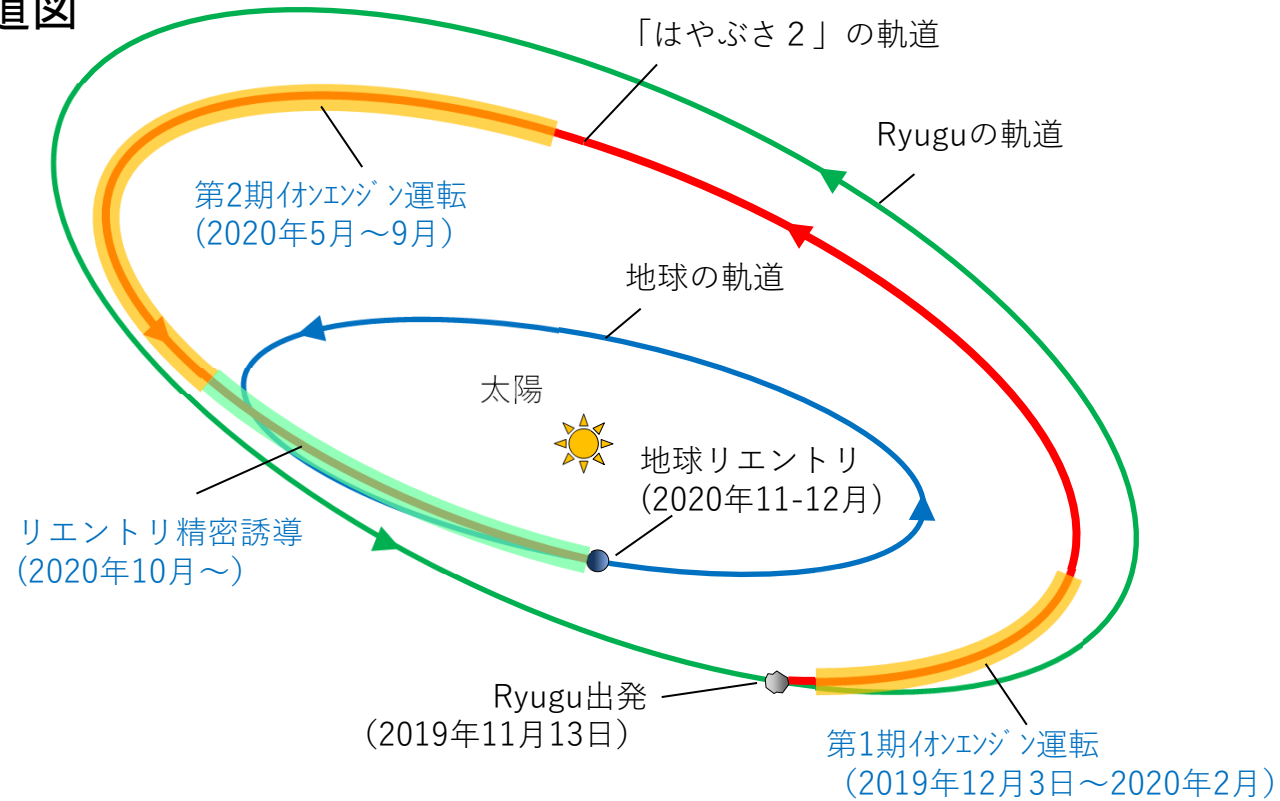 道図
「はやぶさ２」の軌道
Ryuguの軌道
第2期ｲｵﾝｴﾝｼﾞﾝ運転
(2020年5月～9月)
地球の軌道
太陽
地球リエントリ
(2020年11-12月)
リエントリ精密誘導
(2020年10月～)
Ryugu出発
(2019年11月13日)
第1期ｲｵﾝｴﾝｼﾞﾝ運転
(2019年12月3日～2020年2月)